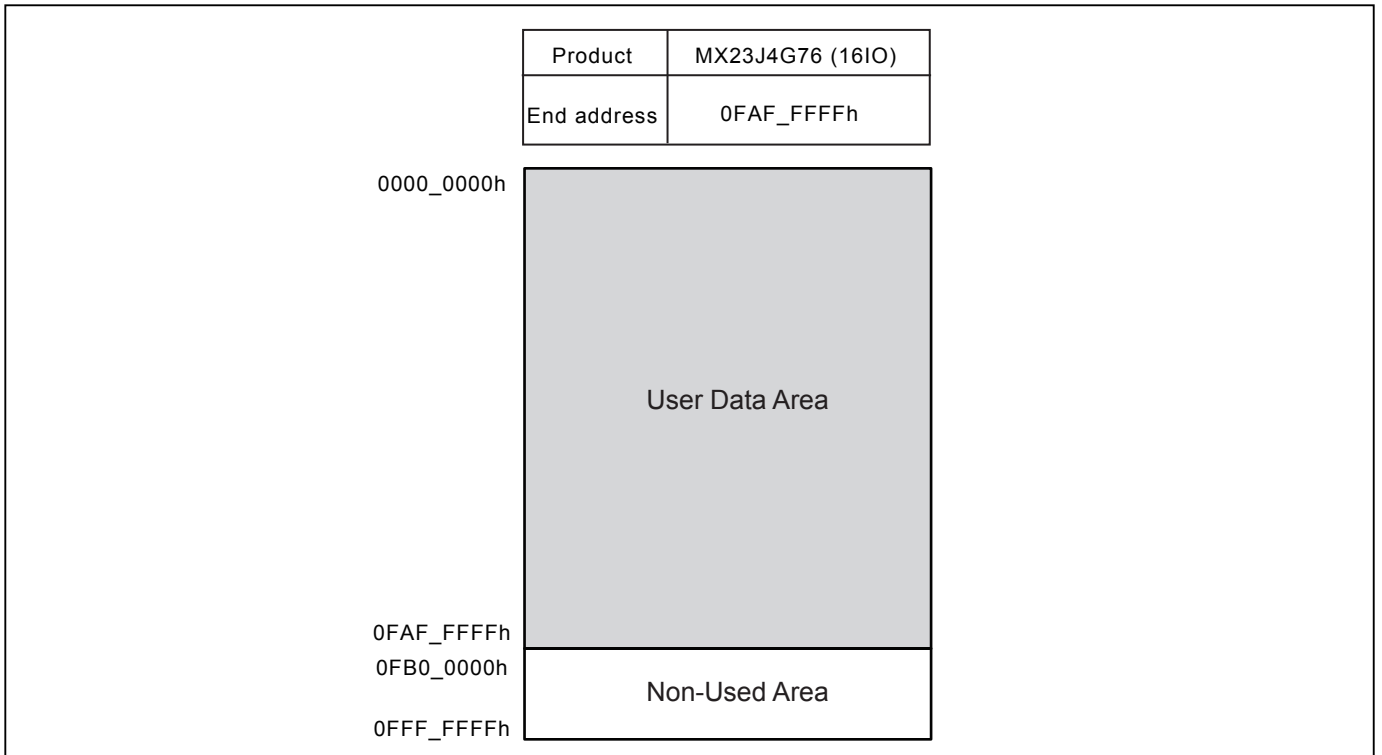 Product MX23J4G76 (16IO)
End address 0FAF_FFFFh
0000_0000h
User Data Area
0FAF_FFFFh
0FB0_0000h
Non-Used Area
0FFF_FFFFh